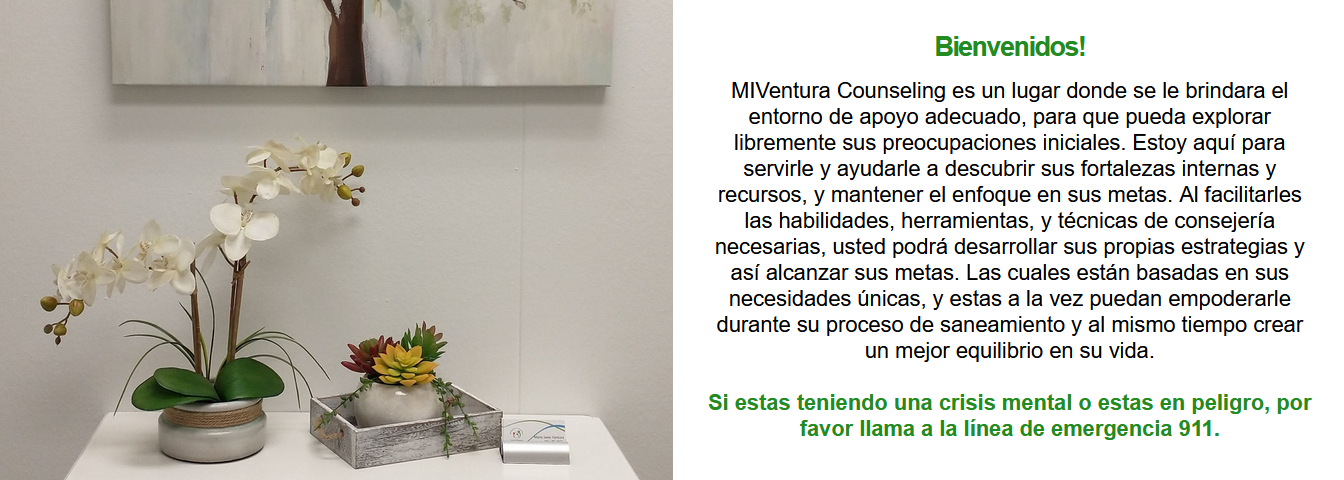 Bienvenidos!
MIVentura Counseling es un lugar donde se le brindara el
entorno de apoyo adecuado, para que pueda explorar
libremente sus preocupaciones iniciales. Estoy aquí para
servirle y ayudarle a descubrir sus fortalezas internas y
recursos, y mantener el enfoque en sus metas. Al facilitarles
las habilidades, herramientas, y técnicas de consejería
necesarias, usted podrá desarrollar sus propias estrategias y
así alcanzar sus metas. Las cuales están basadas en sus
necesidades únicas, y estas a la vez puedan empoderarle
durante su proceso de saneamiento y al mismo tiempo crear
un mejor equilibrio en su vida.
Si estas teniendo una crisis mental o estas en peligro, por
favor llama a la línea de emergencia 911.